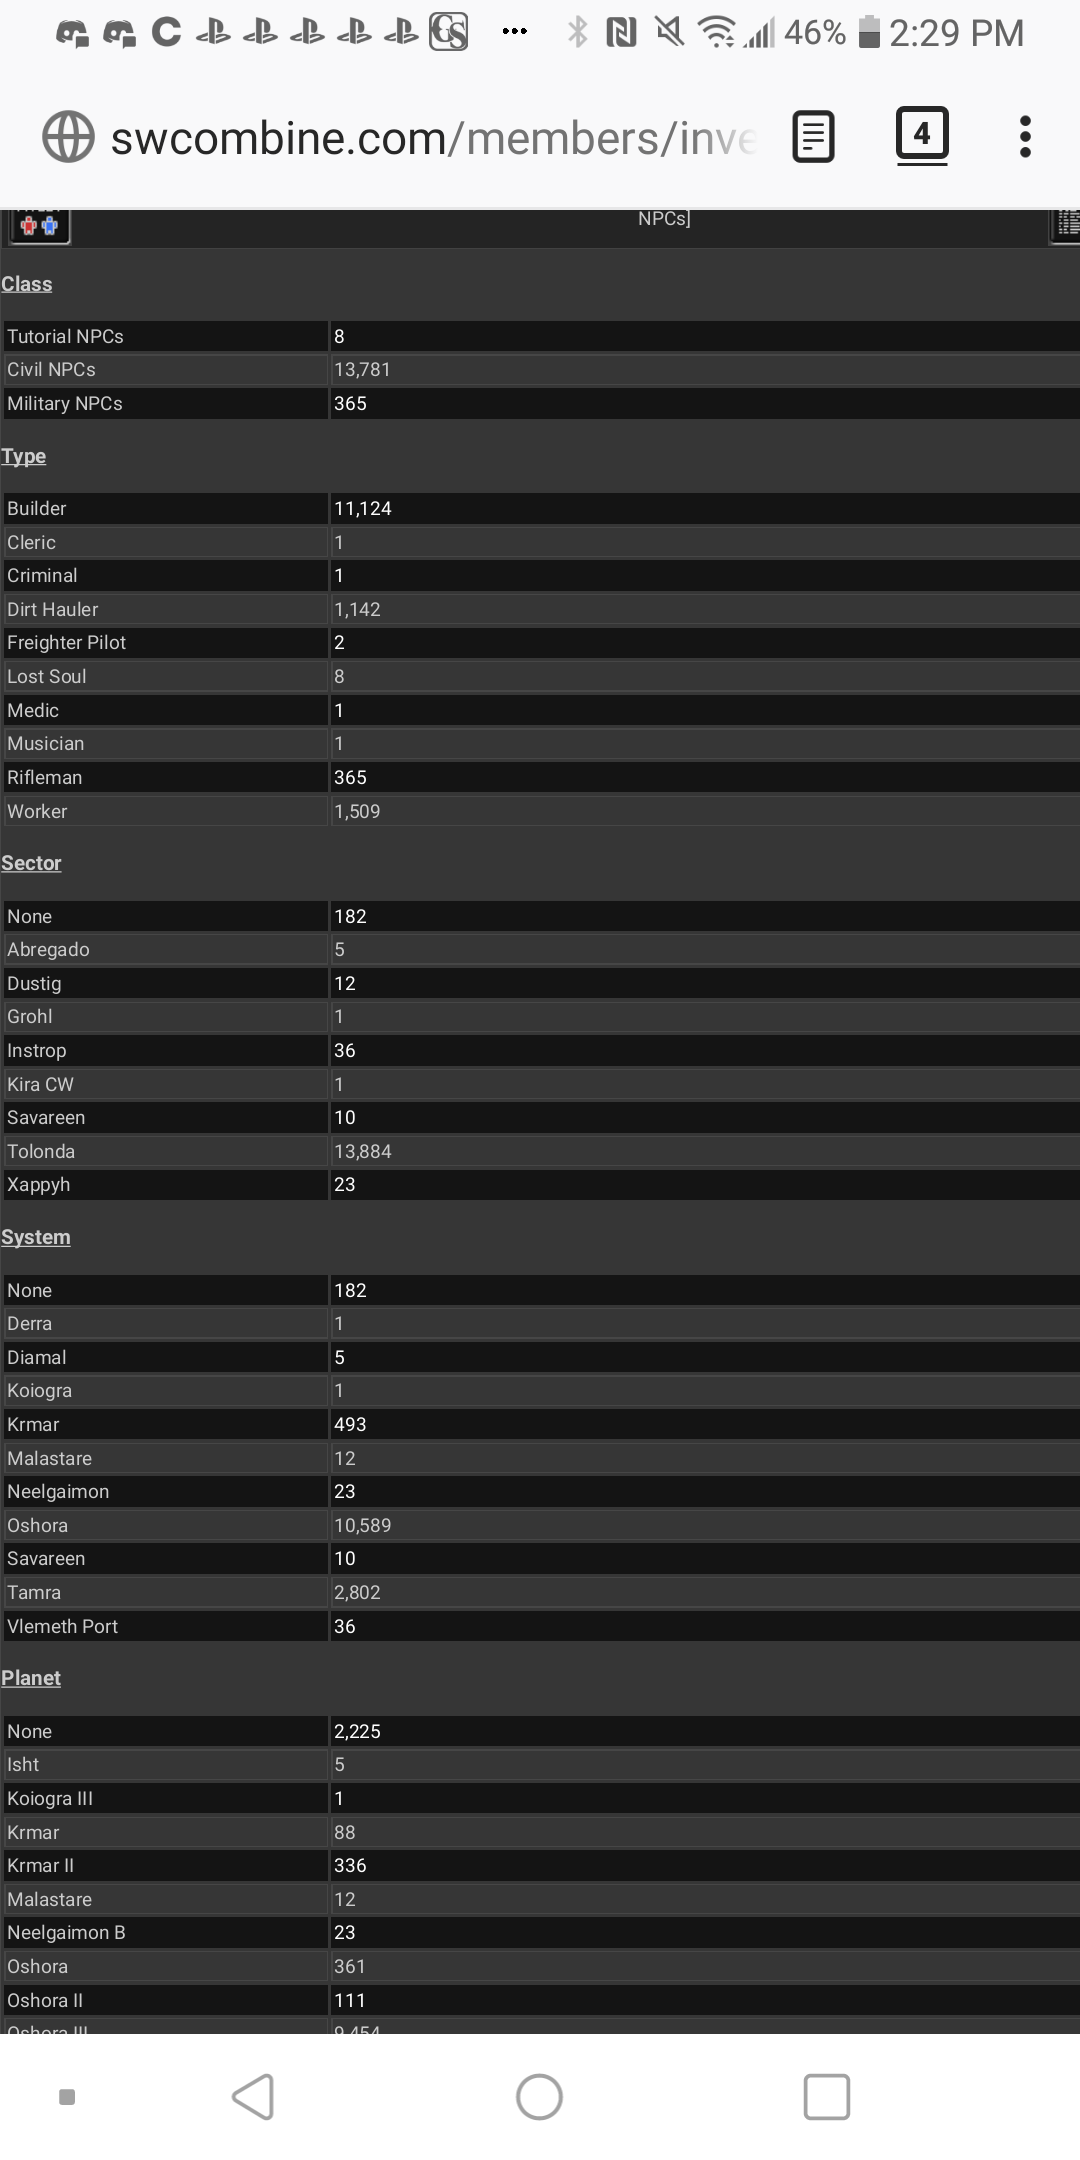 46% 2:29 PM
swcombine.com/members/inve
4
NPCs]
Class
Tutorial NPCs 8
Civil NPCs 13,781
Military NPCs 365
Type
Builder 11,124
Cleric 1
Criminal 1
Dirt Hauler 1,142
Freighter Pilot 2
Lost Soul 8
Medic 1
Musician 1
Rifleman 365
Worker 1,509
Sector
None 182
Abregado 5
Dustig 12
Grohl 1
Instrop 36
Kira CW 1
Savareen 10
Tolonda 13,884
Xappyh 23
System
None 182
Derra 1
Diamal 5
Koiogra 1
Krmar 493
Malastare 12
Neelgaimon 23
Oshora 10,589
Savareen 10
Tamra 2,802
Vlemeth Port 36
Planet
None 2,225
Isht 5
Koiogra III 1
Krmar 88
Krmar II 336
Malastare 12
Neelgaimon B 23
Oshora 361
Oshora II 111
Oshora III 9,454